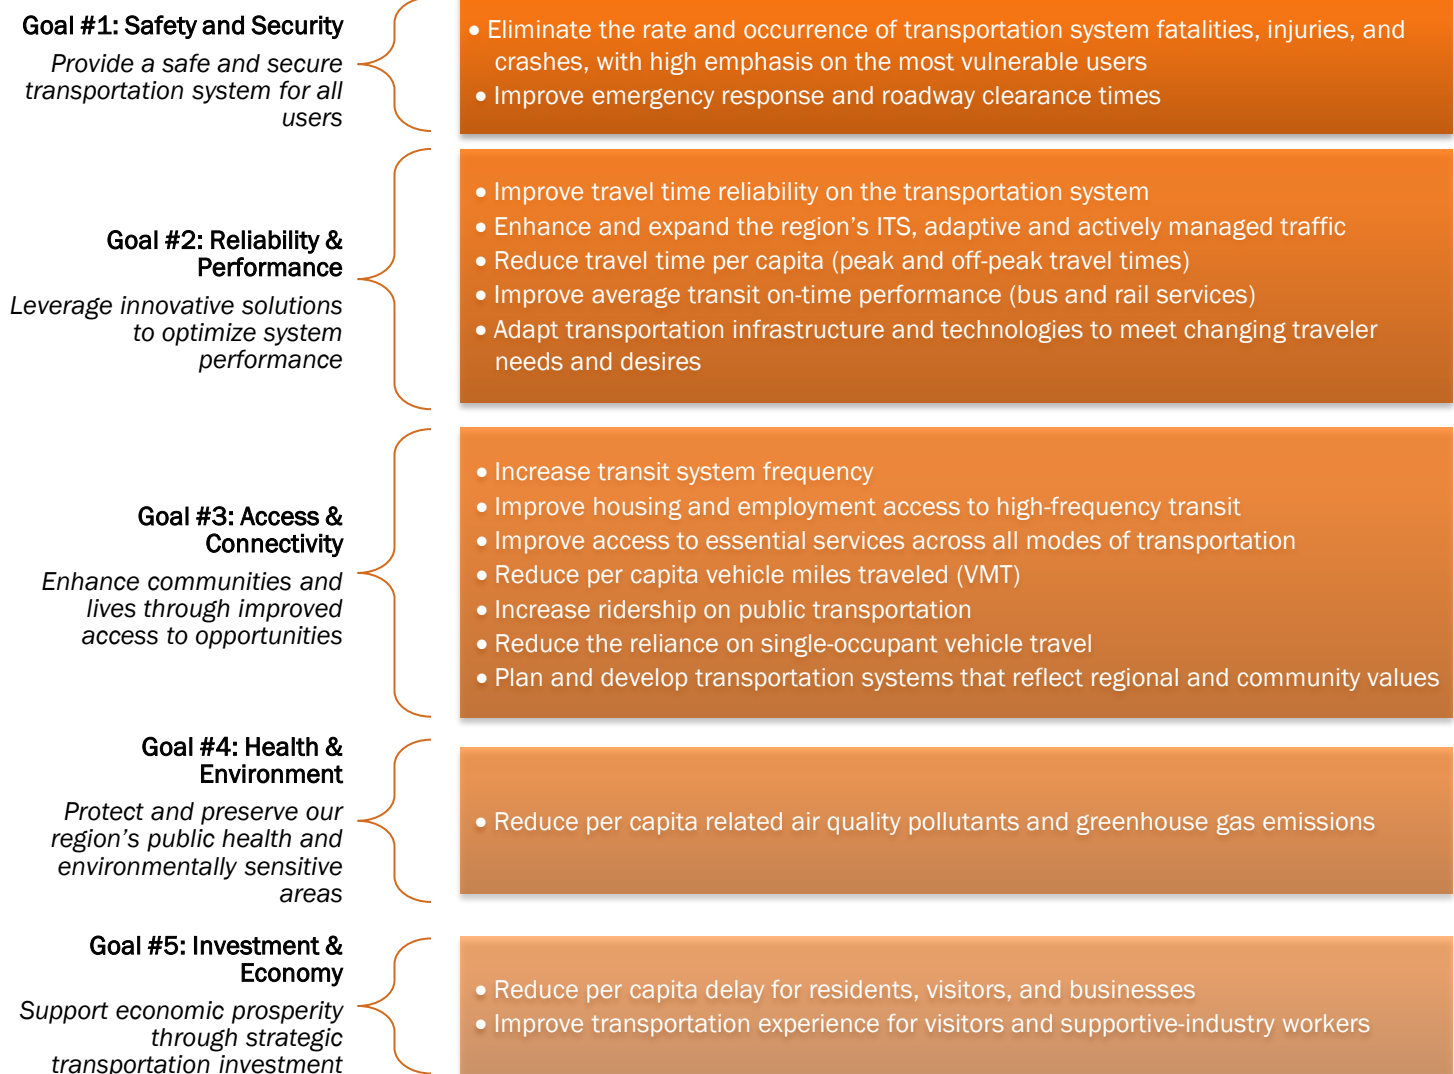 Goal #1: Safety and Security
Provide a safe and secure
transportation system for all
users
• Eliminate the rate and occurrence of transportation system fatalities, injuries, and
crashes, with high emphasis on the most vulnerable users
• Improve emergency response and roadway clearance times
Goal #2: Reliability &
Performance
Leverage innovative solutions
to optimize system
performance
• Improve travel time reliability on the transportation system
• Enhance and expand the region’s ITS, adaptive and actively managed traffic
• Reduce travel time per capita (peak and off-peak travel times)
• Improve average transit on-time performance (bus and rail services)
• Adapt transportation infrastructure and technologies to meet changing traveler
needs and desires
Goal #3: Access &
Connectivity
Enhance communities and
lives through improved
access to opportunities
• Increase transit system frequency
• Improve housing and employment access to high-frequency transit
• Improve access to essential services across all modes of transportation
• Reduce per capita vehicle miles traveled (VMT)
• Increase ridership on public transportation
• Reduce the reliance on single-occupant vehicle travel
• Plan and develop transportation systems that reflect regional and community values
Goal #4: Health &
Environment
Protect and preserve our
region’s public health and
environmentally sensitive
areas
• Reduce per capita related air quality pollutants and greenhouse gas emissions
Goal #5: Investment &
Economy
Support economic prosperity
through strategic
transportation investment
• Reduce per capita delay for residents, visitors, and businesses
• Improve transportation experience for visitors and supportive-industry workers